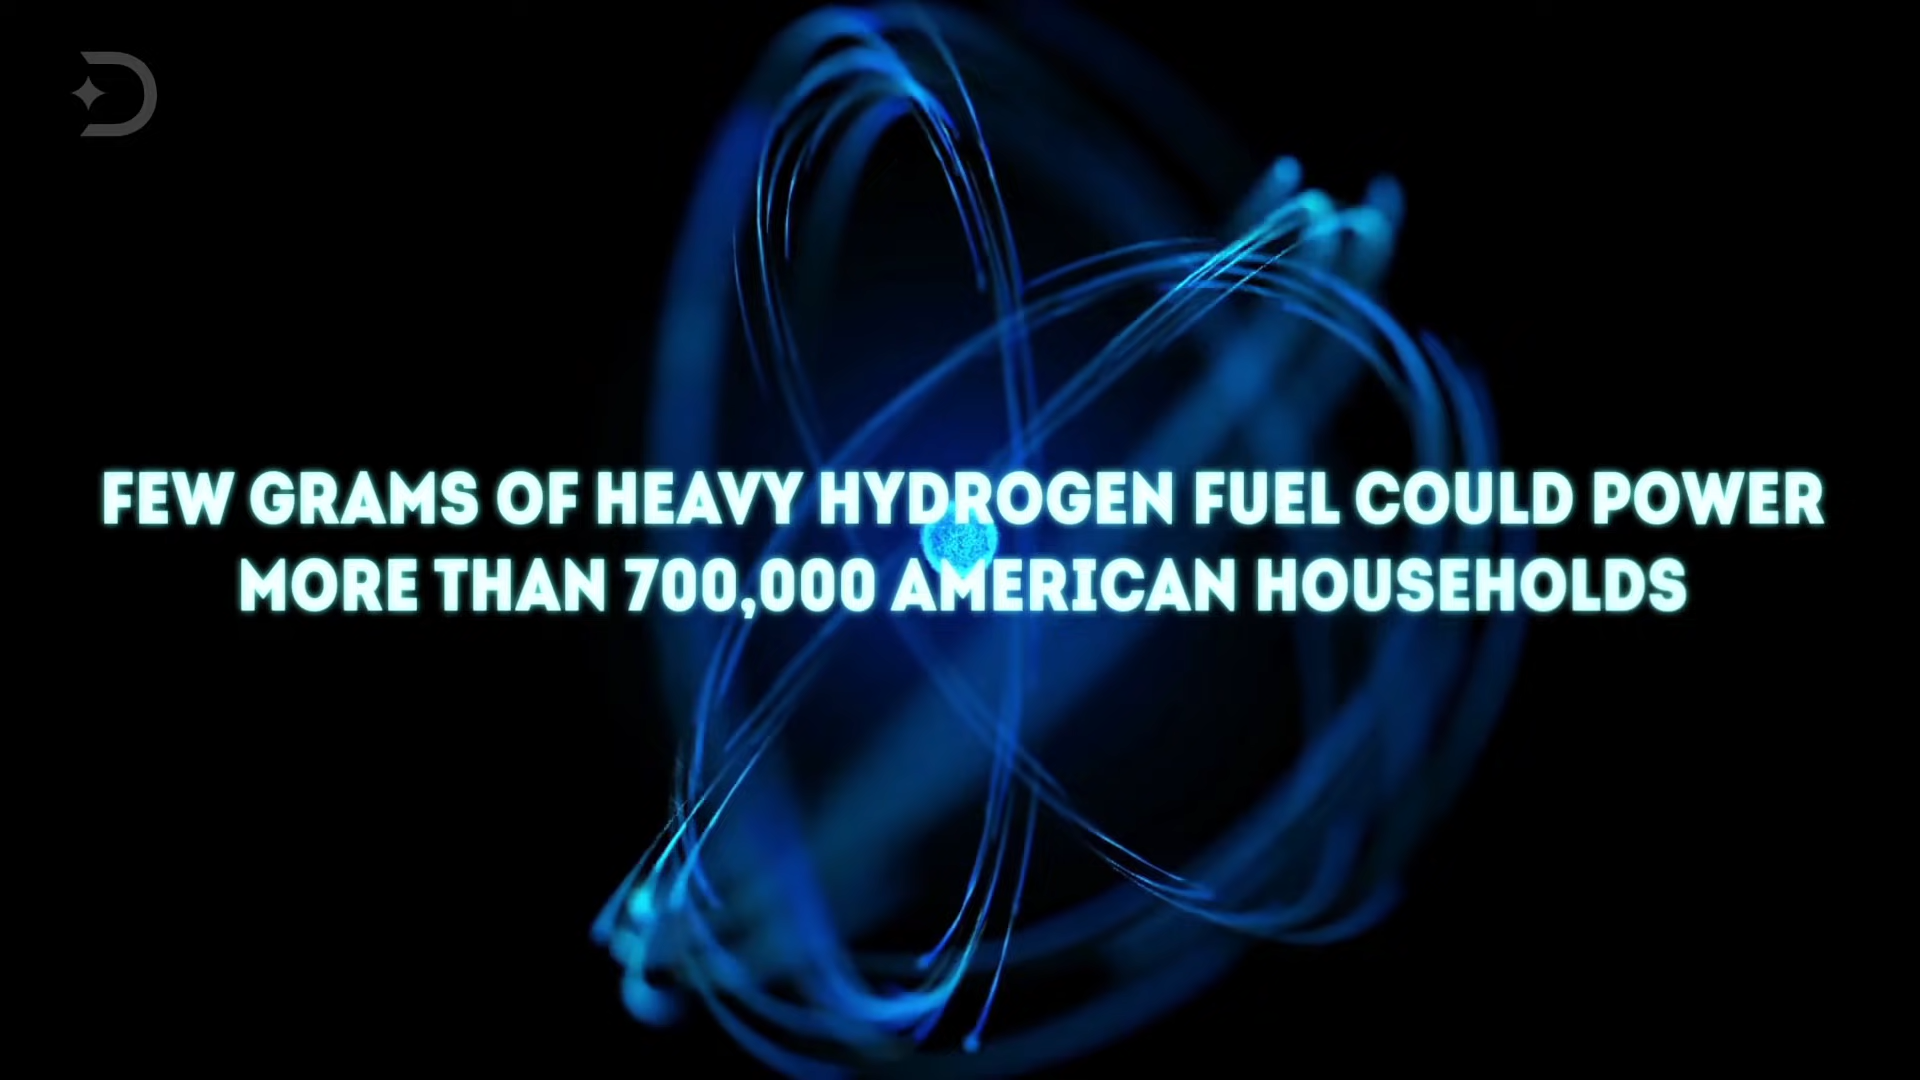 FEW GRAMS OF HEAVY HYDROGEN FUEL COULD POWER
MORE THAN 700,000 AMERICAN HOUSEHOLDS